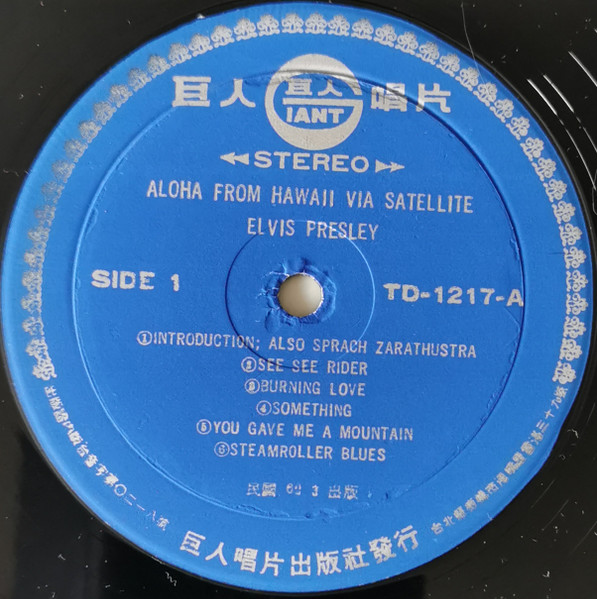 巨人 巨人 唱片
GIANT
STEREO
ALOHA FROM HAWAII VIA SATELLITE
ELVIS PRESLEY
SIDE 1
TD-1217-A
①INTRODUCTION; ALSO SPRACH ZARATHUSTRA
②SEE SEE RIDER
③BURNING LOVE
④SOMETHING
⑤YOU GAVE ME A MOUNTAIN
⑥STEAMROLLER BLUES
民國 3 出版
巨人唱片出版社發行